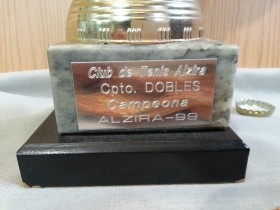 Club de Tenis Alzira
Cpto. DOBLES
Campeona
ALZIRA-99